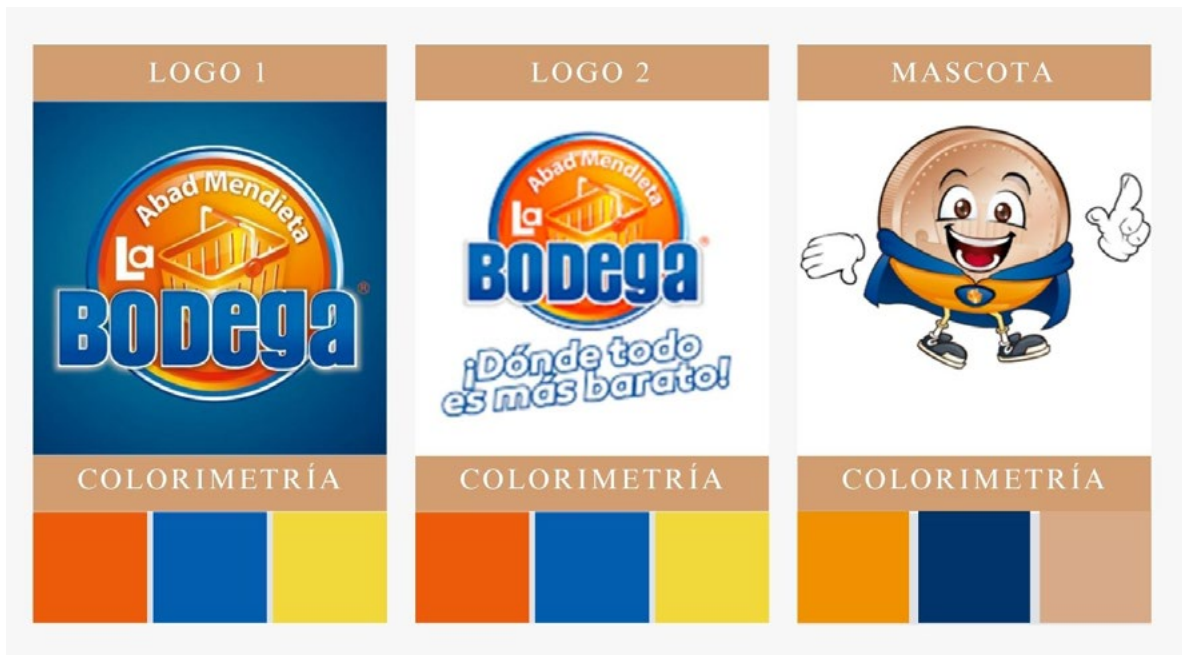 LOGO 1
Abad Mendieta
La
BODega
®
COLORIMETRÍA
LOGO 2
Abad Mendieta
La
BODega
®
¡Dónde todo
es más barato!
COLORIMETRÍA
MASCOTA
COLORIMETRÍA